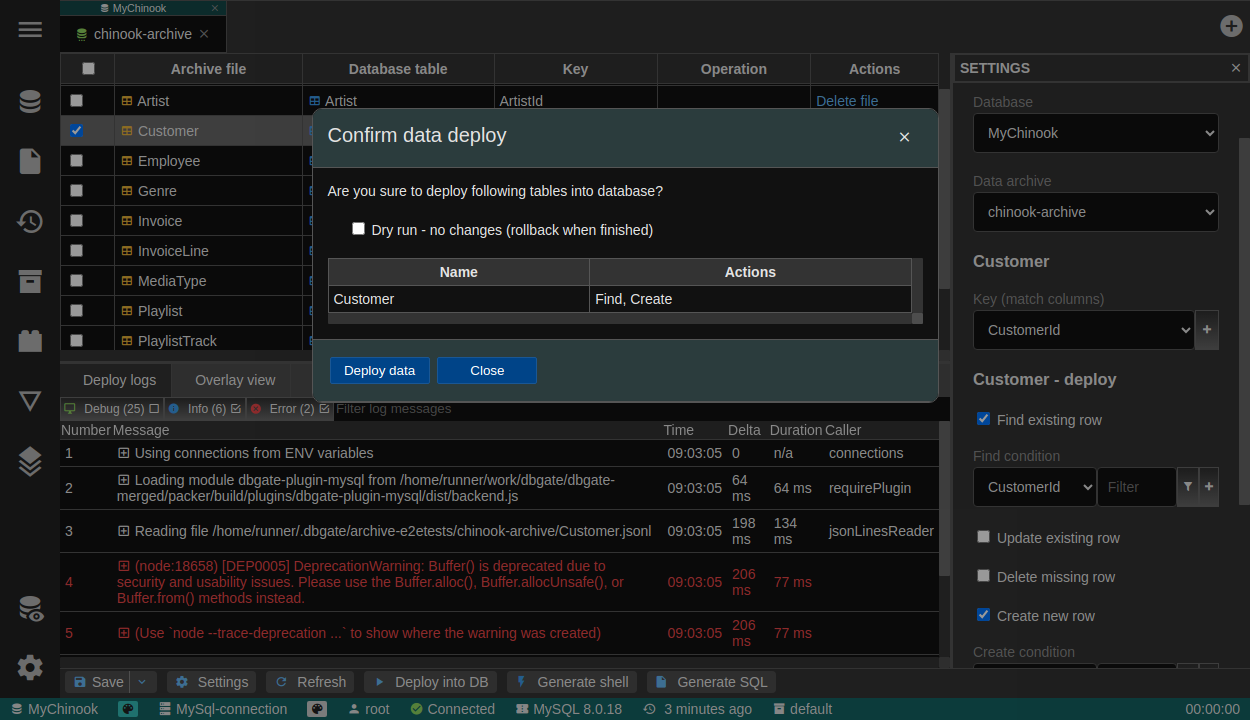 MyChinook
chinook-archive
Archive file Database table Key Operation Actions
Artist Artist ArtistId Delete file
Customer
Employee
Genre
Invoice
InvoiceLine
MediaType
Playlist
PlaylistTrack
Confirm data deploy
Are you sure to deploy following tables into database?
Dry run - no changes (rollback when finished)
Name Actions
Customer Find, Create
Deploy data Close
SETTINGS
Database
MyChinook
Data archive
chinook-archive
Customer
Key (match columns)
CustomerId
Customer - deploy
Find existing row
Find condition
CustomerId Filter
Update existing row
Delete missing row
Create new row
Create condition
Deploy logs Overlay view
Debug (25) Info (6) Error (2) Filter log messages
Number Message Time Delta Duration Caller
1 Using connections from ENV variables 09:03:05 0 n/a connections
2 Loading module dbgate-plugin-mysql from /home/runner/work/dbgate/dbgate-
merged/packer/build/plugins/dbgate-plugin-mysql/dist/backend.js 09:03:05 64 ms 64 ms requirePlugin
3 Reading file /home/runner/.dbgate/archive-e2etests/chinook-archive/Customer.jsonl 09:03:05 198 ms 134 ms jsonLinesReader
4 (node:18658) [DEP0005] DeprecationWarning: Buffer() is deprecated due to
security and usability issues. Please use the Buffer.alloc(), Buffer.allocUnsafe(), or 09:03:05 206 ms 77 ms
Buffer.from() methods instead.
5 (Use `node --trace-deprecation ...` to show where the warning was created) 09:03:05 206 ms 77 ms
Save Settings Refresh Deploy into DB Generate shell Generate SQL
MyChinook MySql-connection root Connected MySQL 8.0.18 3 minutes ago default 00:00:00